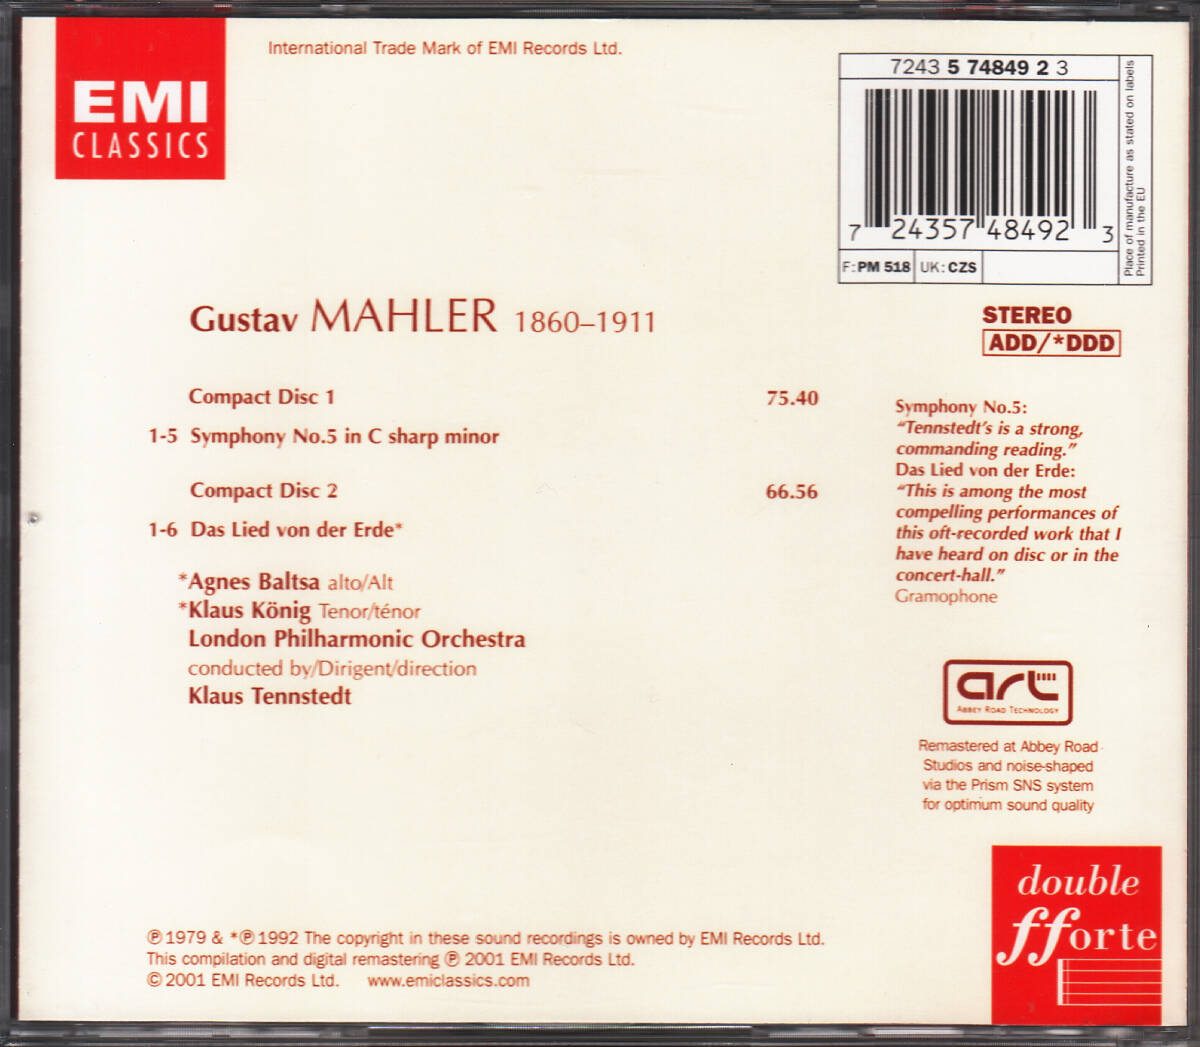 EMI
CLASSICS
International Trade Mark of EMI Records Ltd.
7243 5 74849 2 3
7 24357 48492 3
F: PM 518 UK: CZS
Place of manufacture as stated on labels
Printed in the EU
Gustav MAHLER 1860–1911
STEREO
ADD/*DDD
Compact Disc 1 75.40
1-5 Symphony No.5 in C sharp minor
Compact Disc 2 66.56
1-6 Das Lied von der Erde*
*Agnes Baltsa alto/Alt
*Klaus König Tenor/ténor
London Philharmonic Orchestra
conducted by/Dirigent/direction
Klaus Tennstedt
Symphony No.5:
“Tennstedt's is a strong,
commanding reading.”
Das Lied von der Erde:
“This is among the most
compelling performances of
this oft-recorded work that I
have heard on disc or in the
concert-hall.”
Gramophone
art
ABBEY ROAD TECHNOLOGY
Remastered at Abbey Road
Studios and noise-shaped
via the Prism SNS system
for optimum sound quality
double
fforte
℗ 1979 & *℗ 1992 The copyright in these sound recordings is owned by EMI Records Ltd.
This compilation and digital remastering ℗ 2001 EMI Records Ltd.
© 2001 EMI Records Ltd. www.emiclassics.com